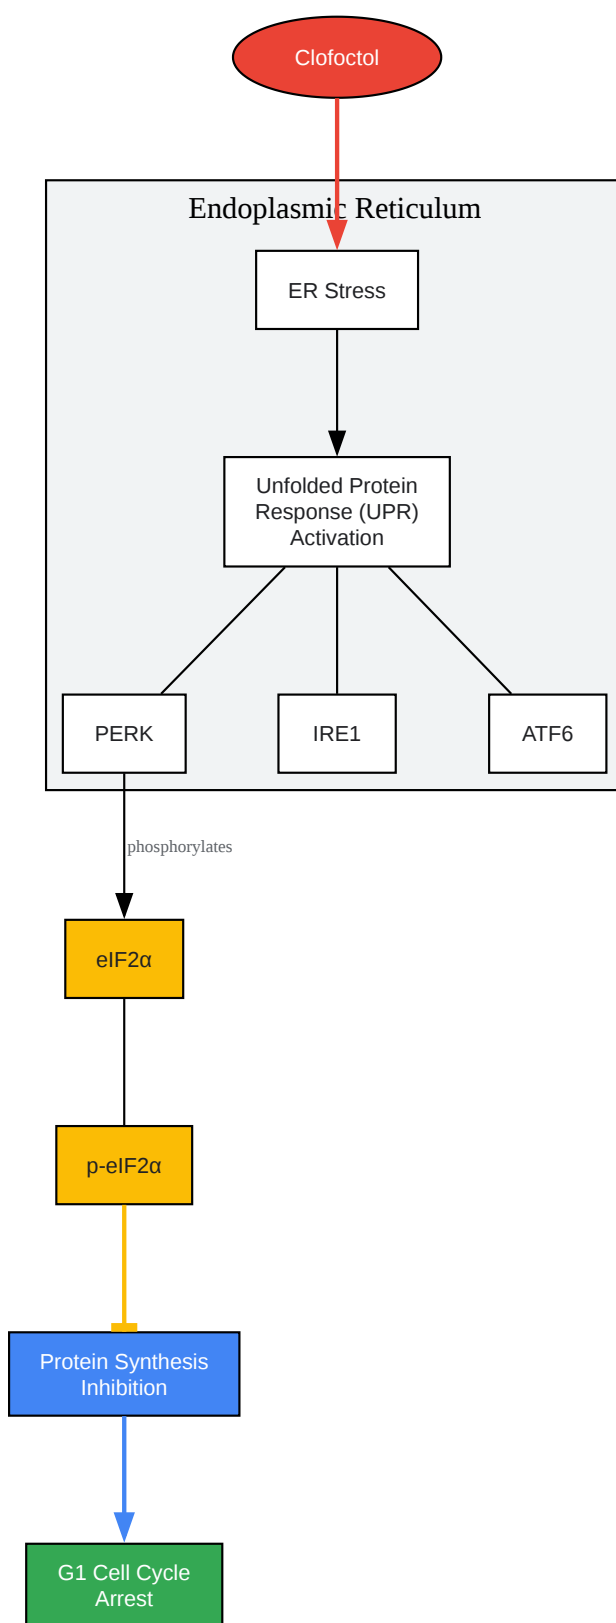 Clofoctol
Endoplasmic Reticulum
ER Stress
Unfolded Protein
Response (UPR)
Activation
PERK
IRE1
ATF6
phosphorylates
eIF2α
p-eIF2α
Protein Synthesis
Inhibition
G1 Cell Cycle
Arrest